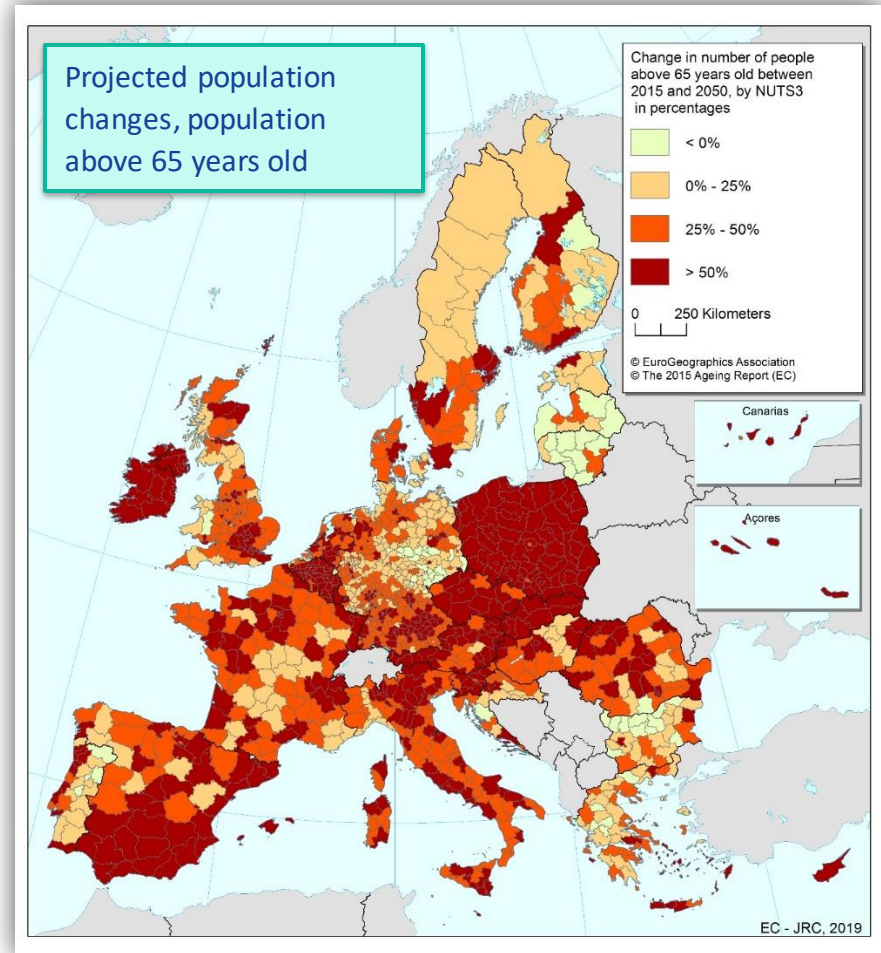 Projected population
changes, population
above 65 years old
Change in number of people
above 65 years old between
2015 and 2050, by NUTS3
in percentages
< 0%
0% - 25%
25% - 50%
> 50%
0 250 Kilometers
© EuroGeographics Association
© The 2015 Ageing Report (EC)
Canarias
Açores
EC - JRC, 2019